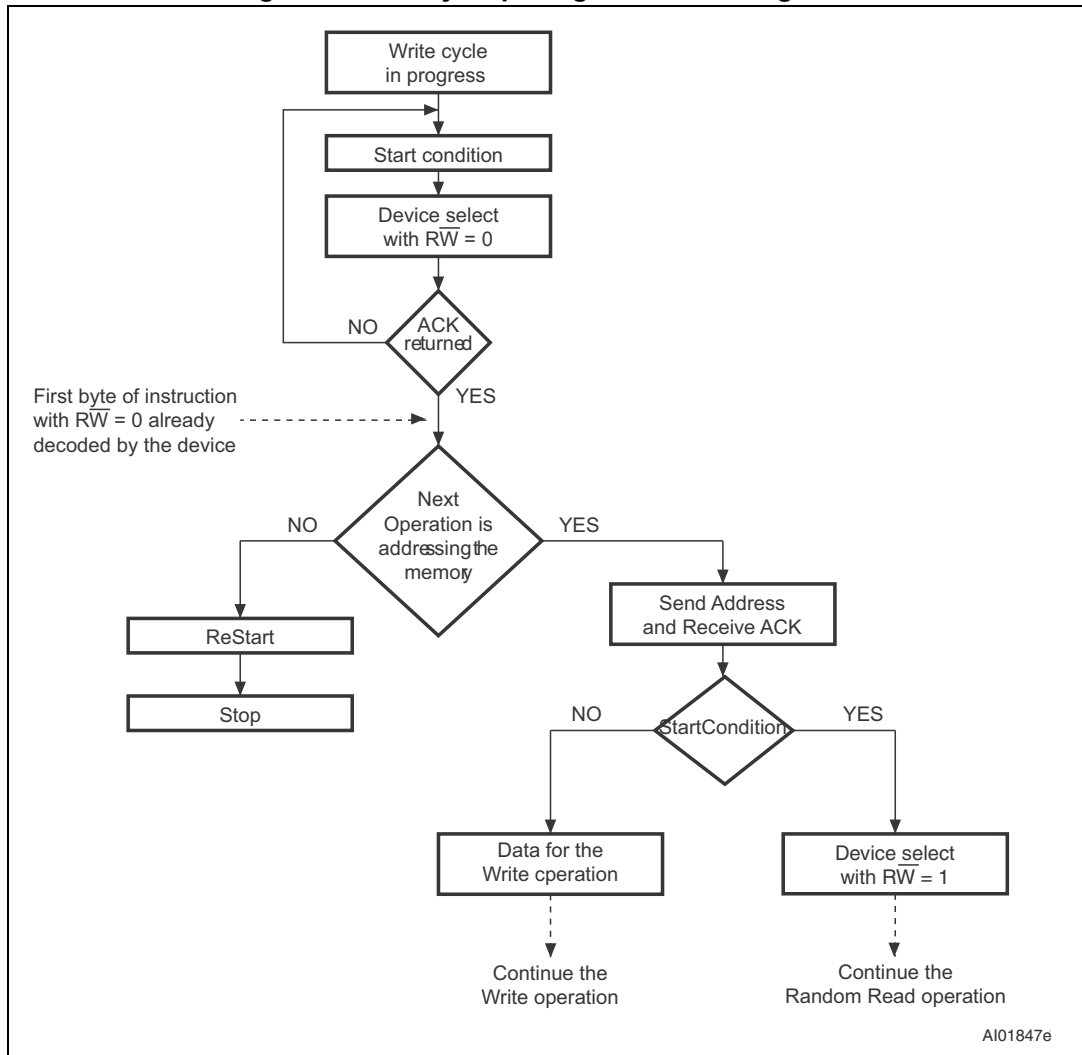 Write cycle
in progress
Start condition
Device select
with RW̅ = 0
NO
ACK
returned
YES
First byte of instruction
with RW̅ = 0 already
decoded by the device
Next
Operation is
addressing the
memory
NO
YES
Send Address
and Receive ACK
ReStart
Stop
NO
StartCondition
YES
Data for the
Write cperation
Device select
with RW̅ = 1
Continue the
Write operation
Continue the
Random Read operation
AI01847e